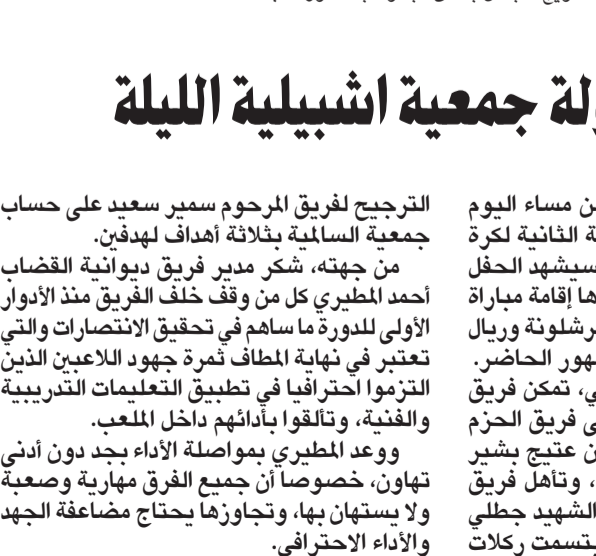 ولة جمعية اشبيلية الليلة
ن مساء اليوم
ة الثانية لكرة
سيشهد الحفل
ها إقامة مباراة
رشلونة وريال
هور الحاضر.
ي، تمكن فريق
ى فريق الحزم
ن عتيج بشير
، وتأهل فريق
الشهيد جطلي
بتسمت ركلات
الترجيح لفريق المرحوم سمير سعيد على حساب
جمعية السالمية بثلاثة أهداف لهدفين.
من جهته، شكر مدير فريق ديوانية القضاب
أحمد المطيري كل من وقف خلف الفريق منذ الأدوار
الأولى للدورة ما ساهم في تحقيق الانتصارات والتي
تعتبر في نهاية المطاف ثمرة جهود اللاعبين الذين
التزموا احترافيا في تطبيق التعليمات التدريبية
والفنية، وتألقوا بأدائهم داخل الملعب.
ووعد المطيري بمواصلة الأداء بجد دون أدنى
تهاون، خصوصا أن جميع الفرق مهارية وصعبة
ولا يستهان بها، وتجاوزها يحتاج مضاعفة الجهد
والأداء الاحترافي.